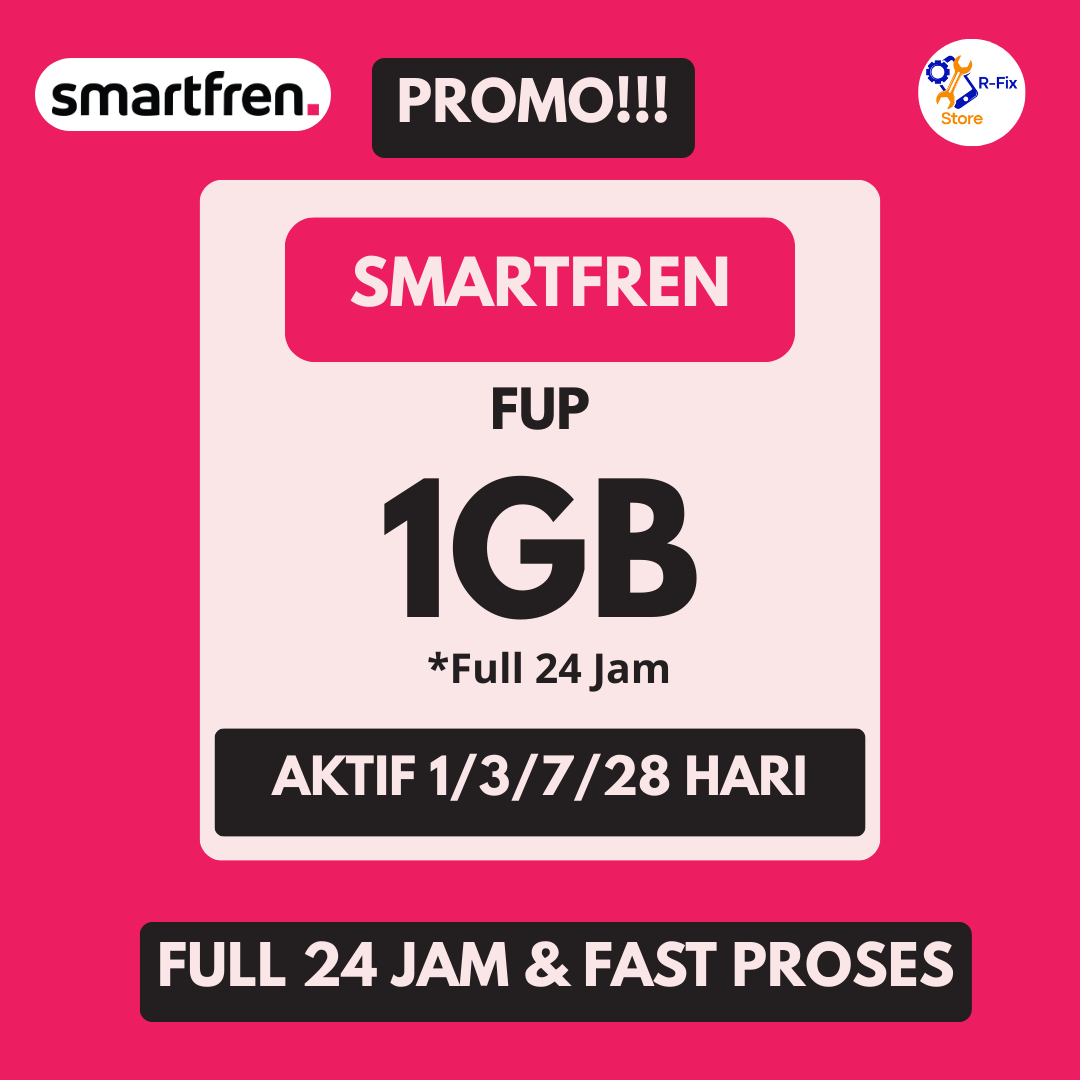 smartfren.
PROMO!!!
R-Fix
Store
SMARTFREN
FUP
1GB
*Full 24 Jam
AKTIF 1/3/7/28 HARI
FULL 24 JAM & FAST PROSES